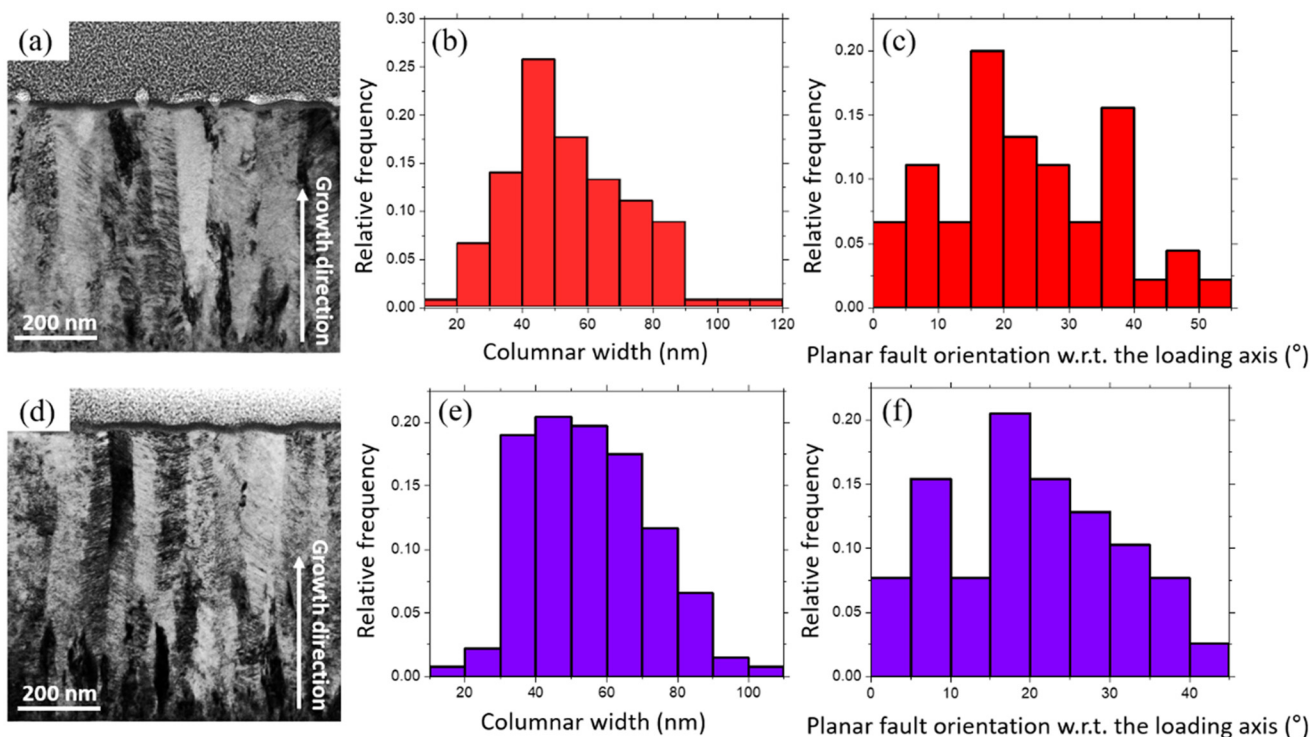 (a)
Growth direction
200 nm
(b)
Relative frequency
0.30
0.25
0.20
0.15
0.10
0.05
0.00
20 40 60 80 100 120
Columnar width (nm)
(c)
Relative frequency
0.20
0.15
0.10
0.05
0.00
0 10 20 30 40 50
Planar fault orientation w.r.t. the loading axis (°)
(d)
Growth direction
200 nm
(e)
Relative frequency
0.20
0.15
0.10
0.05
0.00
20 40 60 80 100
Columnar width (nm)
(f)
Relative frequency
0.20
0.15
0.10
0.05
0.00
0 10 20 30 40
Planar fault orientation w.r.t. the loading axis (°)